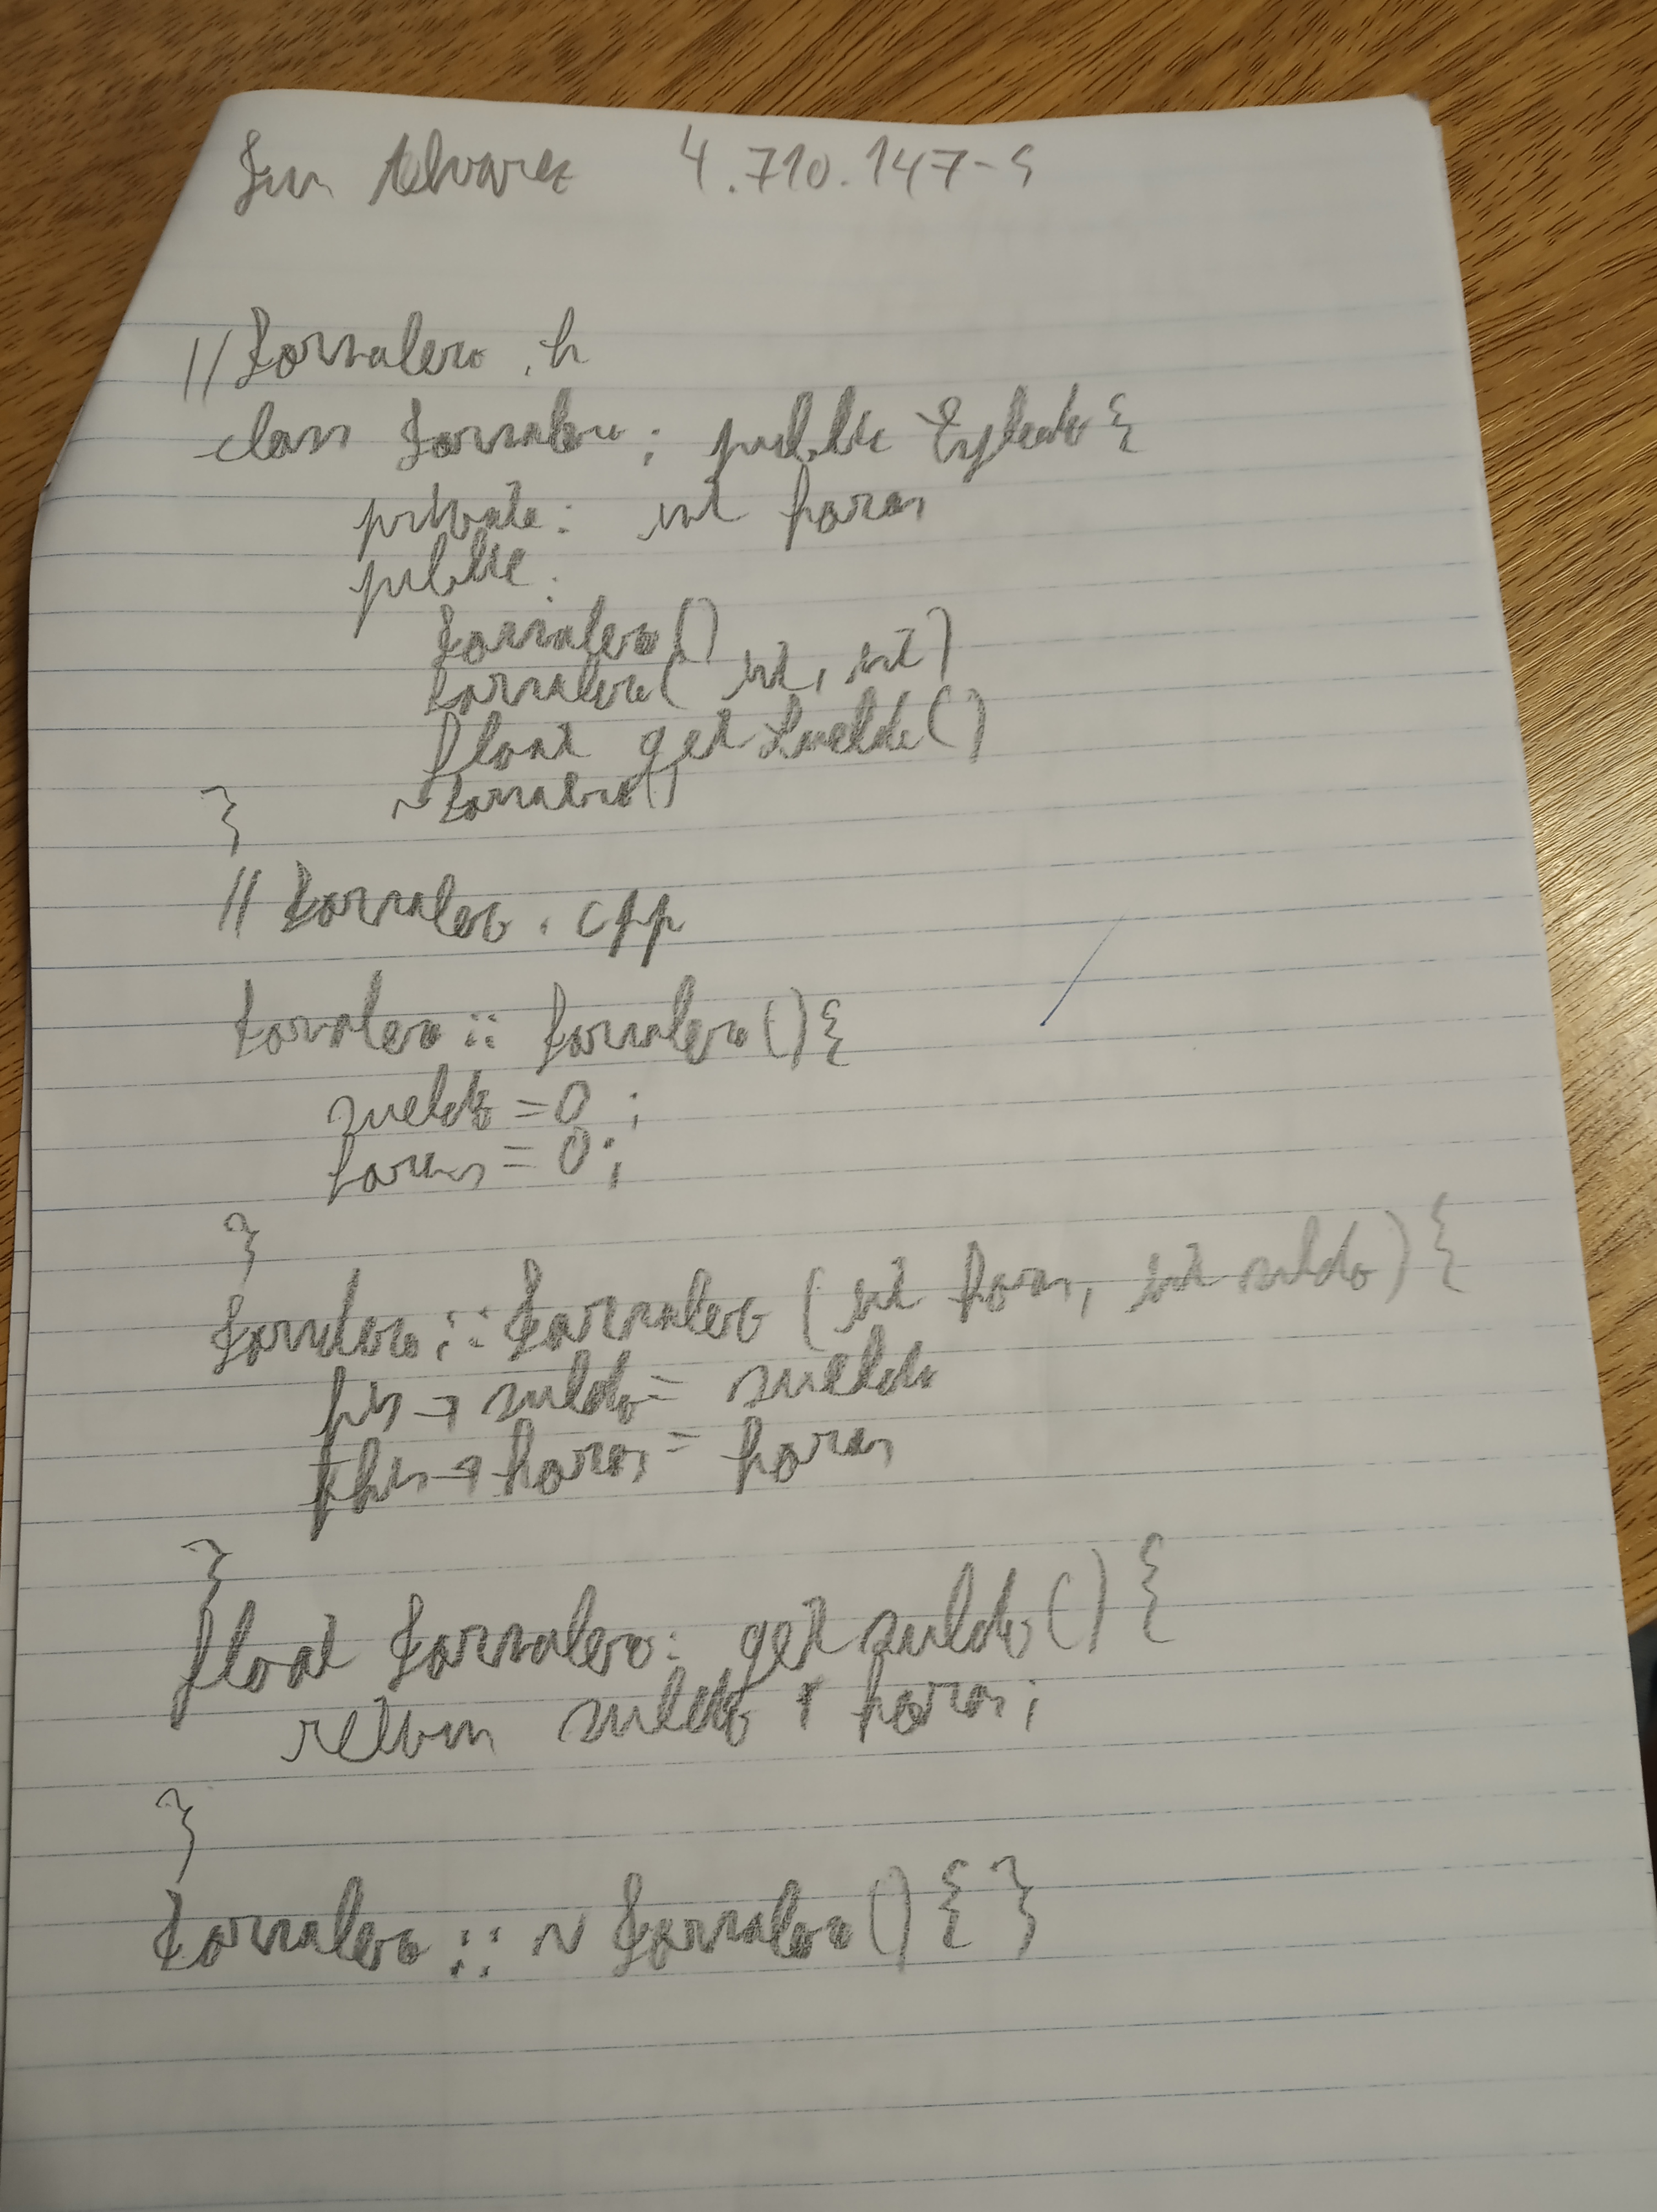 Juan Alvarez 4.710.147-5
// Jornalero.h
class Jornalero : public Empleado {
private: int horas
public:
Jornalero()
Jornalero( int, int)
float getSueldo()
~Jornalero()
}
// Jornalero.cpp
Jornalero :: Jornalero(){
sueldo = 0 ;
horas = 0 ;
}
Jornalero :: Jornalero (int horas, int sueldo) {
this → sueldo = sueldo
this → horas = horas
}
float Jornalero: getsueldo() {
return sueldo * horas ;
}
Jornalero :: ~ Jornalero() { }